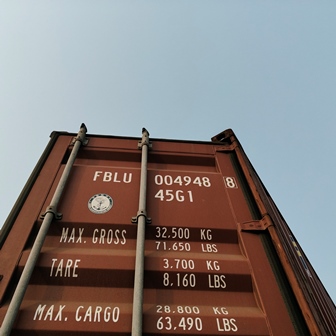 FBLU 004948 8
45G1
MAX. GROSS 32.500 KG
71.650 LBS
TARE 3.700 KG
8.160 LBS
MAX. CARGO 28.800 KG
63.490 LBS